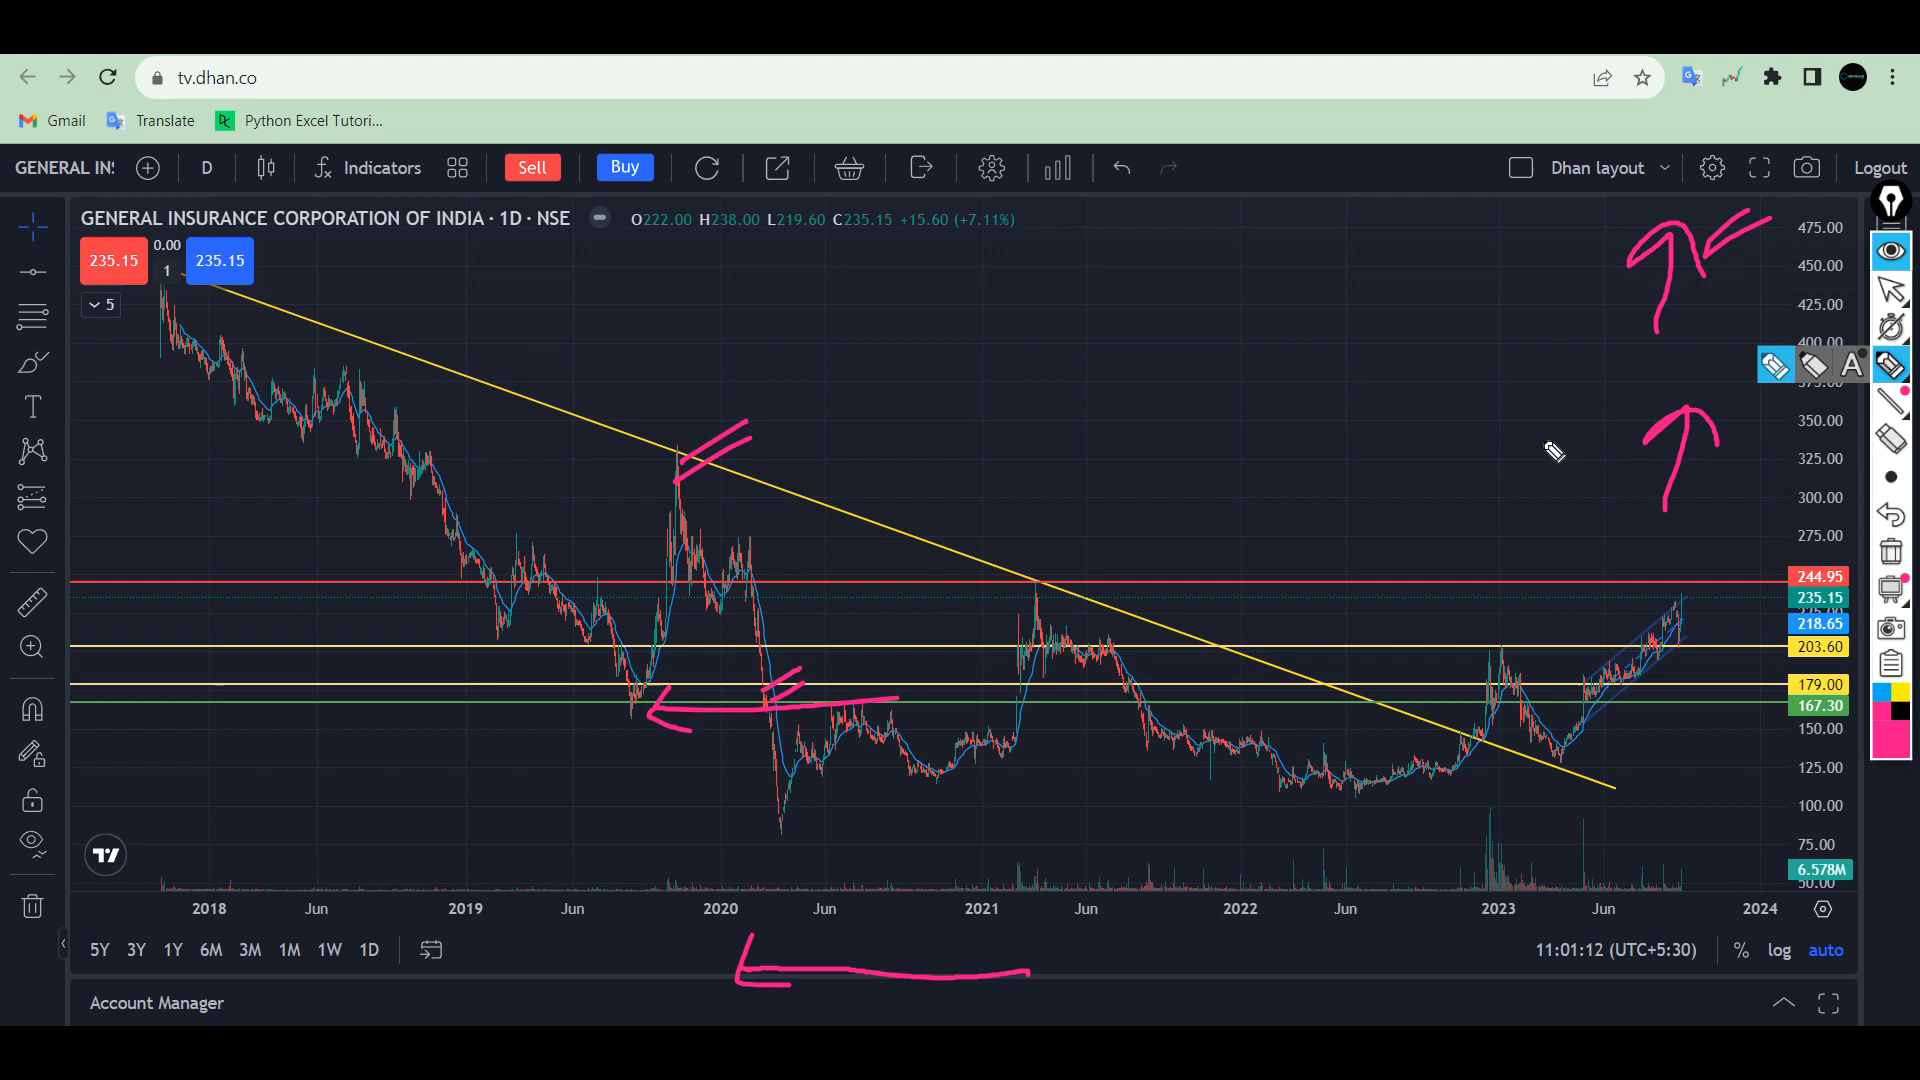 tv.dhan.co
Gmail Translate Python Excel Tutori...
GENERAL IN D Indicators Sell Buy Dhan layout Logout
GENERAL INSURANCE CORPORATION OF INDIA · 1D · NSE O222.00 H238.00 L219.60 C235.15 +15.60 (+7.11%)
235.15 0.00 1 235.15
5
475.00
450.00
425.00
400.00
375.00
A
350.00
325.00
300.00
275.00
244.95
235.15
225.00
218.65
203.60
179.00
167.30
150.00
125.00
100.00
75.00
6.578M
50.00
2018 Jun 2019 Jun 2020 Jun 2021 Jun 2022 Jun 2023 Jun 2024
5Y 3Y 1Y 6M 3M 1M 1W 1D 11:01:12 (UTC+5:30) % log auto
Account Manager